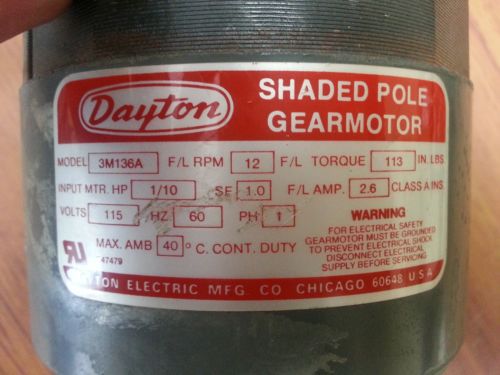 Dayton
SHADED POLE
GEARMOTOR
MODEL 3M136A F/L RPM 12 F/L TORQUE 113 IN. LBS.
INPUT MTR. HP 1/10 SF 1.0 F/L AMP. 2.6 CLASS A INS.
VOLTS 115 HZ 60 PH 1
WARNING
FOR ELECTRICAL SAFETY
GEARMOTOR MUST BE GROUNDED
TO PREVENT ELECTRICAL SHOCK
DISCONNECT ELECTRICAL
SUPPLY BEFORE SERVICING
MAX. AMB 40° C. CONT. DUTY
47479
DAYTON ELECTRIC MFG. CO CHICAGO 60648 U.S.A.